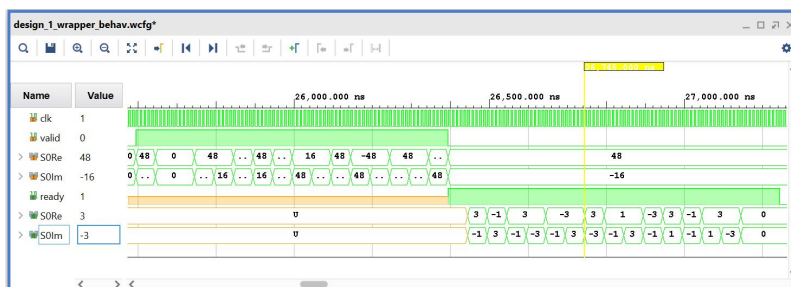 design_1_wrapper_behav.wcfg*
Name Value
26,000.000 ns 26,500.000 ns 27,000.000 ns
clk 1
valid 0
S0Re 48 0 48 0 48 .. 48 .. 16 48 -48 48 .. 48
S0Im -16 0 .. 0 .. 16 .. 16 .. 48 .. .. 48 .. .. 48 -16
ready 1
S0Re 3 U 3 -1 3 -3 3 1 -3 3 -1 3 0
S0Im -3 U -1 3 -1 -3 -1 3 -3 -1 3 -1 1 -1 1 -3 0